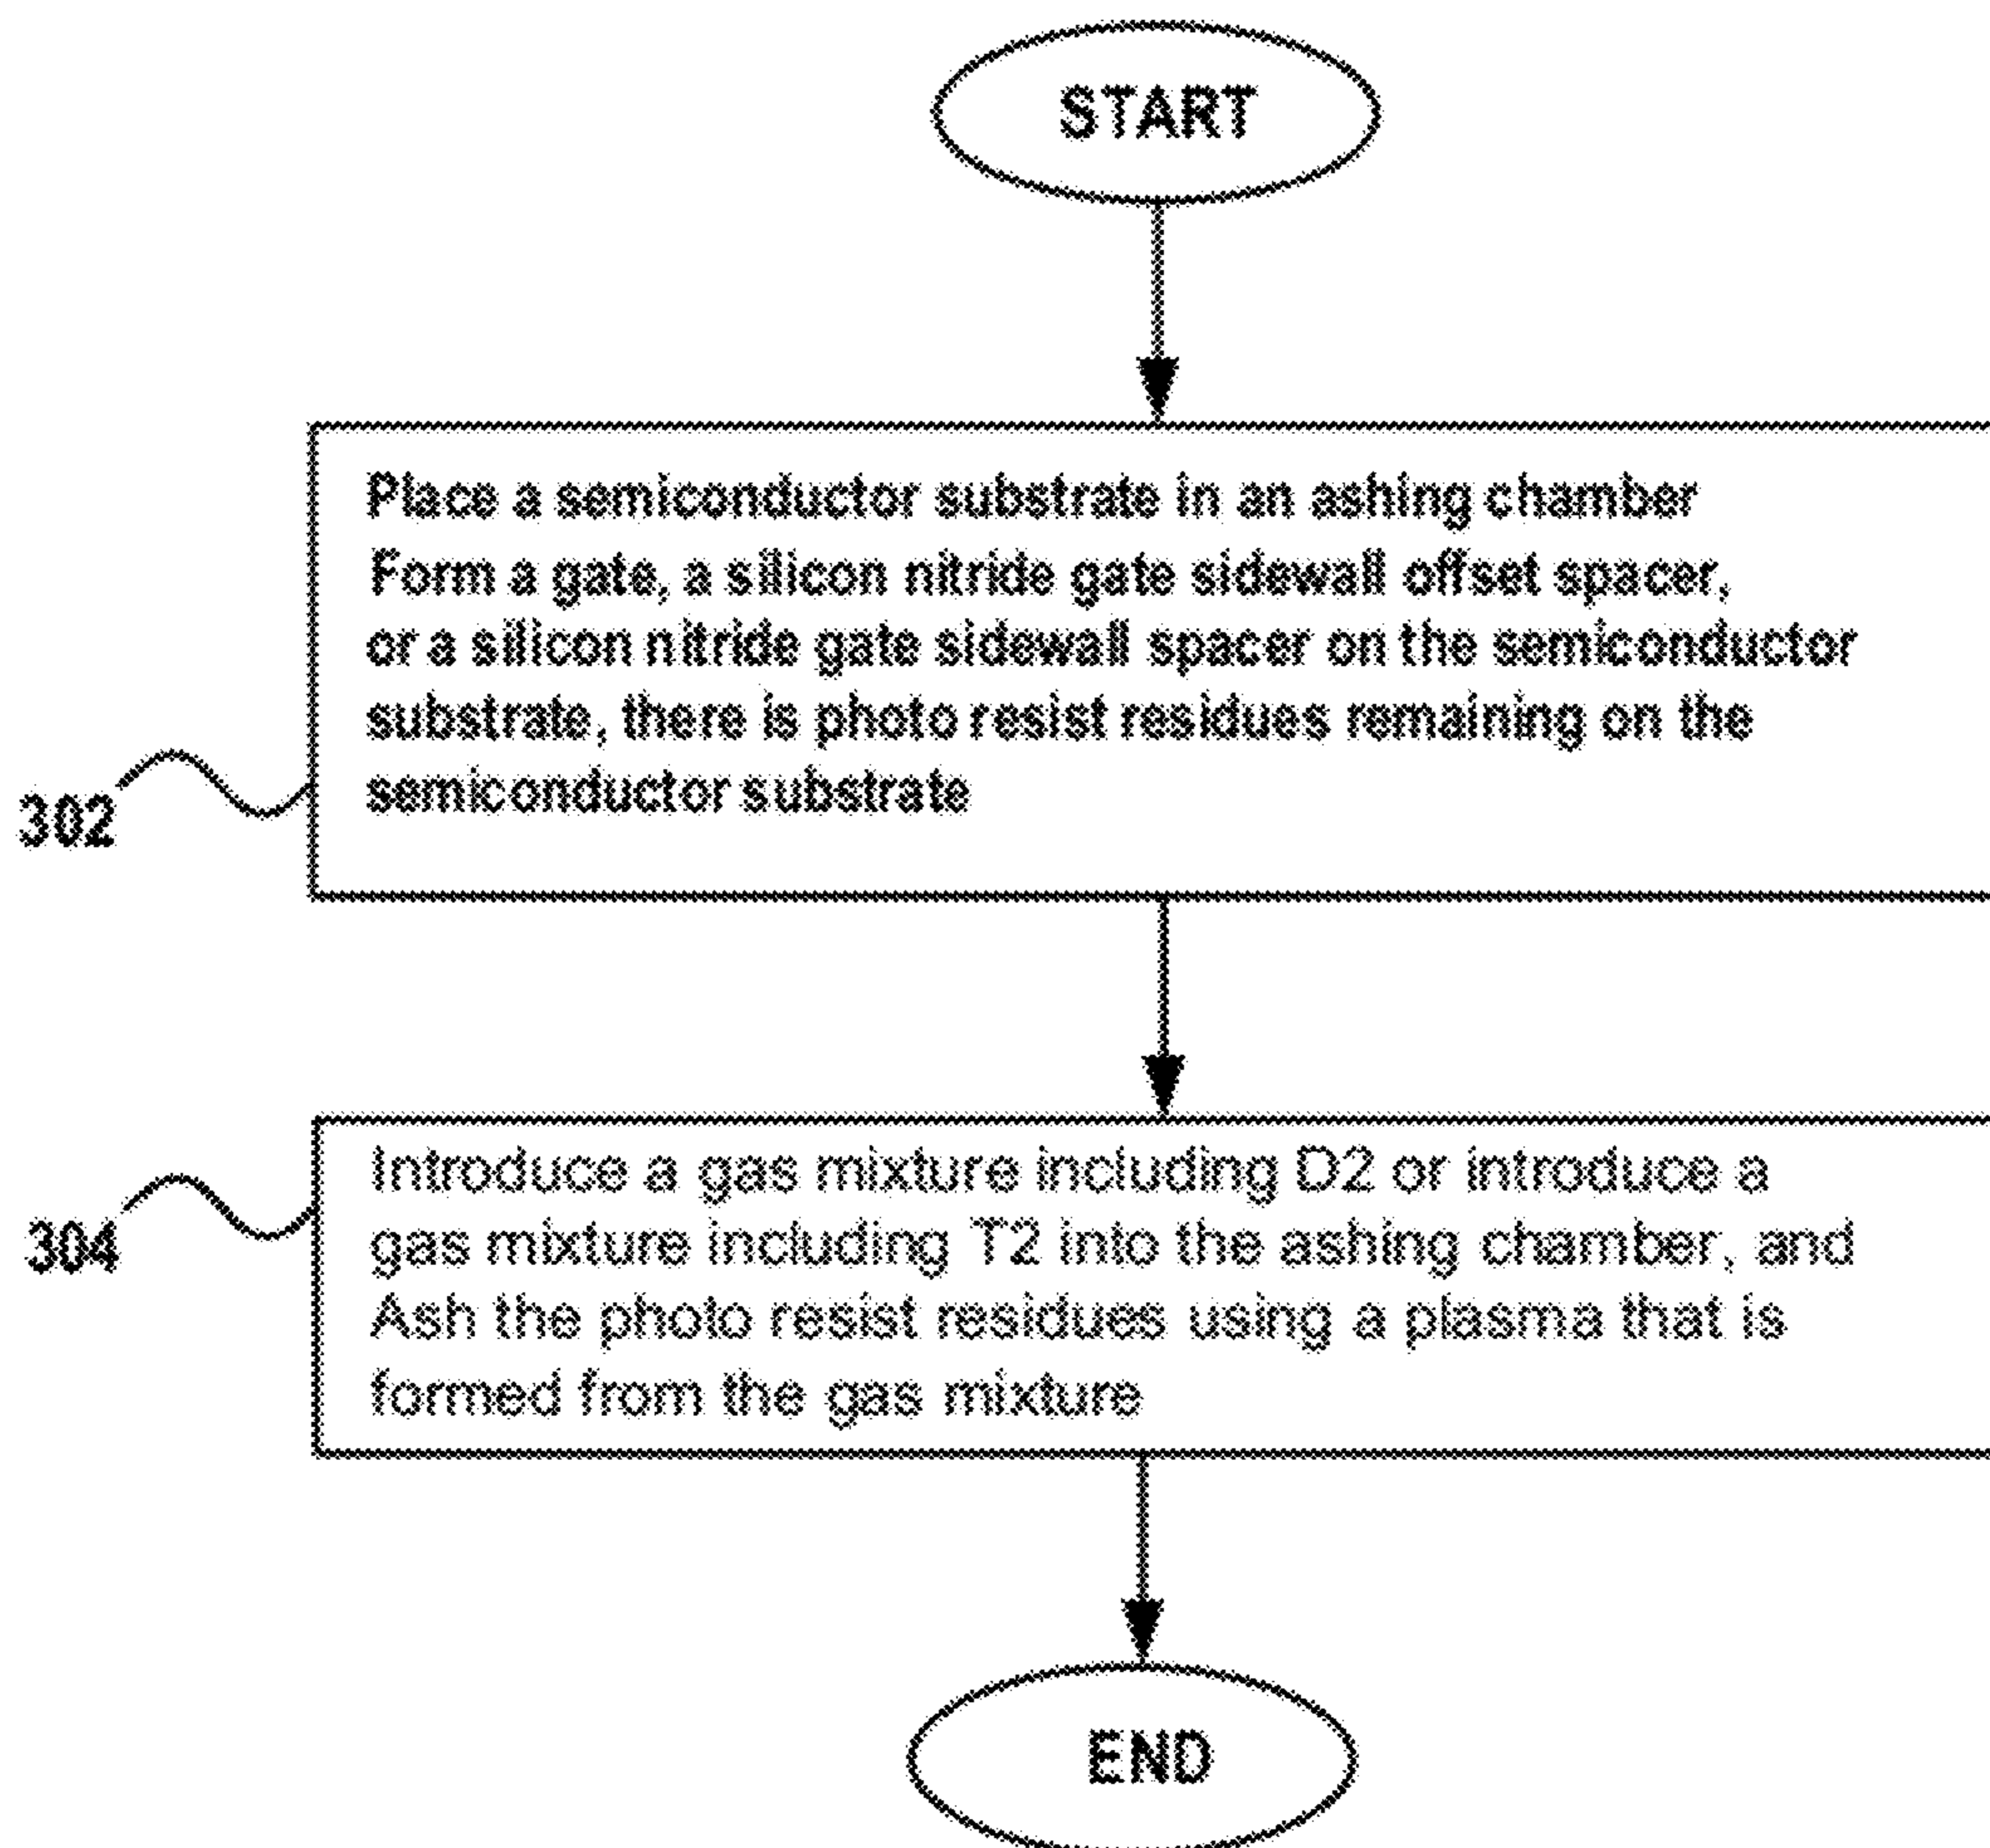 START
Place a semiconductor substrate in an ashing chamber
Form a gate, a silicon nitride gate sidewall offset spacer,
or a silicon nitride gate sidewall spacer on the semiconductor
substrate, there is photo resist residues remaining on the
semiconductor substrate
302
Introduce a gas mixture including D2 or introduce a
gas mixture including T2 into the ashing chamber, and
Ash the photo resist residues using a plasma that is
formed from the gas mixture
304
END